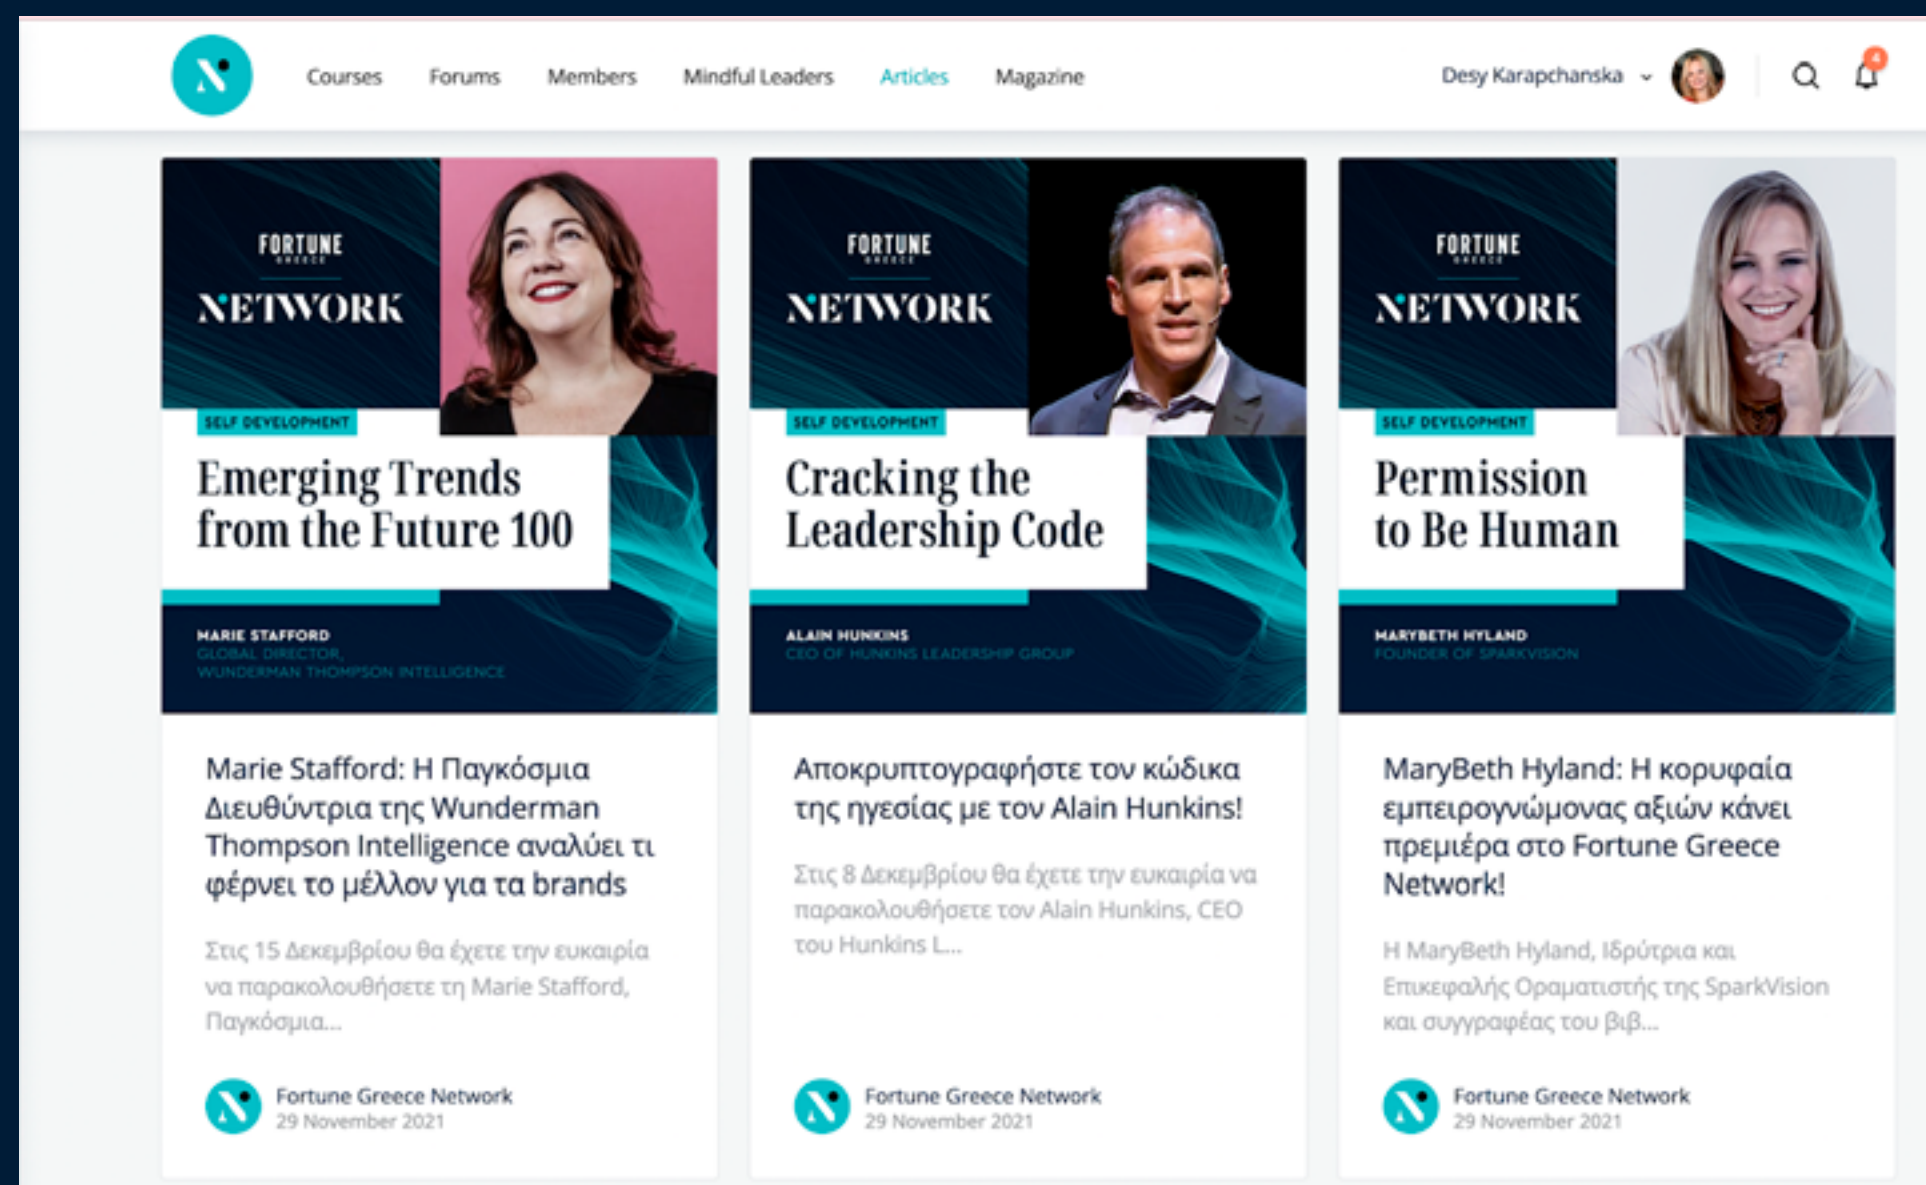 Courses Forums Members Mindful Leaders Articles Magazine Desy Karapchanska 4
FORTUNE
GREECE
NETWORK
SELF DEVELOPMENT
Emerging Trends
from the Future 100
MARIE STAFFORD
GLOBAL DIRECTOR,
WUNDERMAN THOMPSON INTELLIGENCE
Marie Stafford: Η Παγκόσμια
Διευθύντρια της Wunderman
Thompson Intelligence αναλύει τι
φέρνει το μέλλον για τα brands
Στις 15 Δεκεμβρίου θα έχετε την ευκαιρία
να παρακολουθήσετε τη Marie Stafford,
Παγκόσμια...
Fortune Greece Network
29 November 2021
FORTUNE
GREECE
NETWORK
SELF DEVELOPMENT
Cracking the
Leadership Code
ALAIN HUNKINS
CEO OF HUNKINS LEADERSHIP GROUP
Αποκρυπτογραφήστε τον κώδικα
της ηγεσίας με τον Alain Hunkins!
Στις 8 Δεκεμβρίου θα έχετε την ευκαιρία να
παρακολουθήσετε τον Alain Hunkins, CEO
του Hunkins L...
Fortune Greece Network
29 November 2021
FORTUNE
GREECE
NETWORK
SELF DEVELOPMENT
Permission
to Be Human
MARYBETH HYLAND
FOUNDER OF SPARKVISION
MaryBeth Hyland: Η κορυφαία
εμπειρογνώμονας αξιών κάνει
πρεμιέρα στο Fortune Greece
Network!
Η MaryBeth Hyland, Ιδρύτρια και
Επικεφαλής Οραματιστής της SparkVision
και συγγραφέας του βιβ...
Fortune Greece Network
29 November 2021